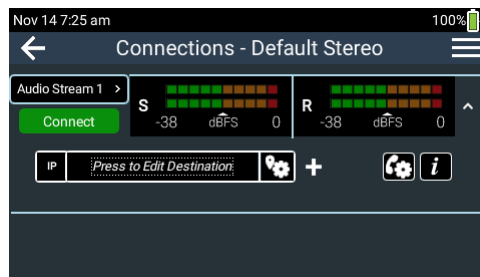 Nov 14 7:25 am 100%
Connections - Default Stereo
Audio Stream 1 >
S R
Connect -38 dBFS 0 -38 dBFS 0
IP Press to Edit Destination + i